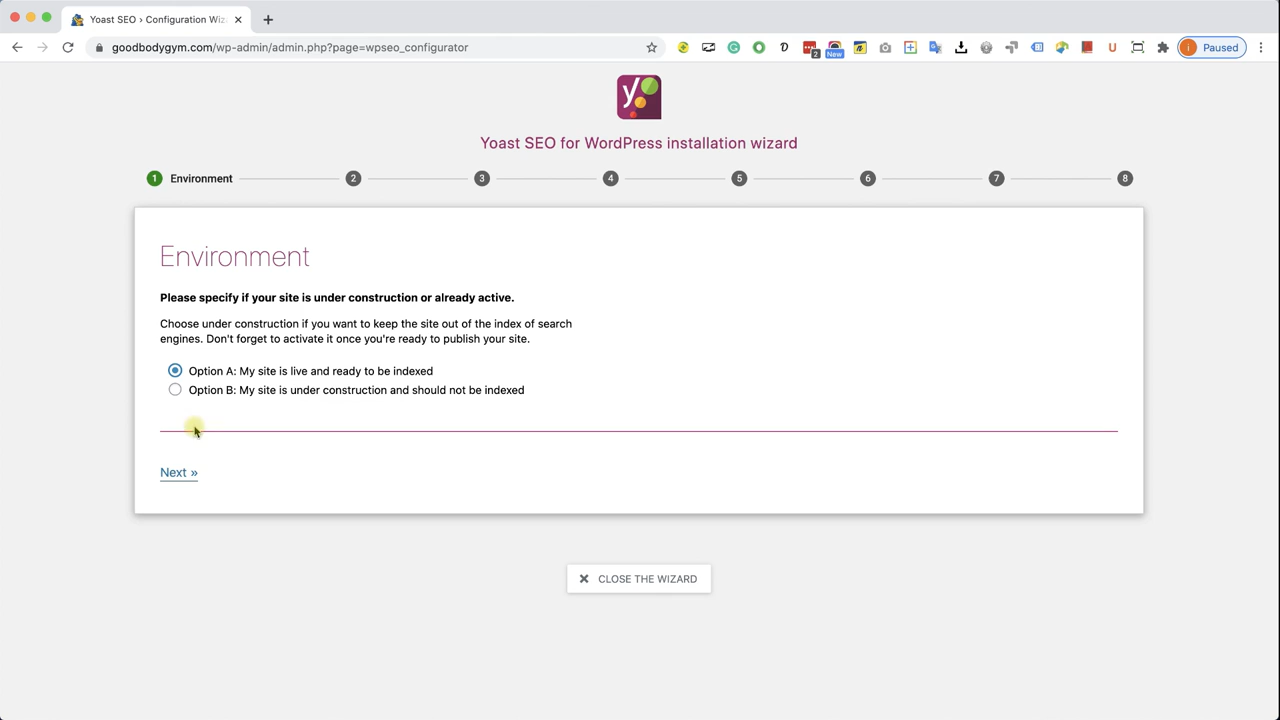 Yoast SEO › Configuration Wiz
goodbodygym.com/wp-admin/admin.php?page=wpseo_configurator
2
New
Paused
Yoast SEO for WordPress installation wizard
1 Environment 2 3 4 5 6 7 8
Environment
Please specify if your site is under construction or already active.
Choose under construction if you want to keep the site out of the index of search
engines. Don't forget to activate it once you're ready to publish your site.
Option A: My site is live and ready to be indexed
Option B: My site is under construction and should not be indexed
Next »
CLOSE THE WIZARD